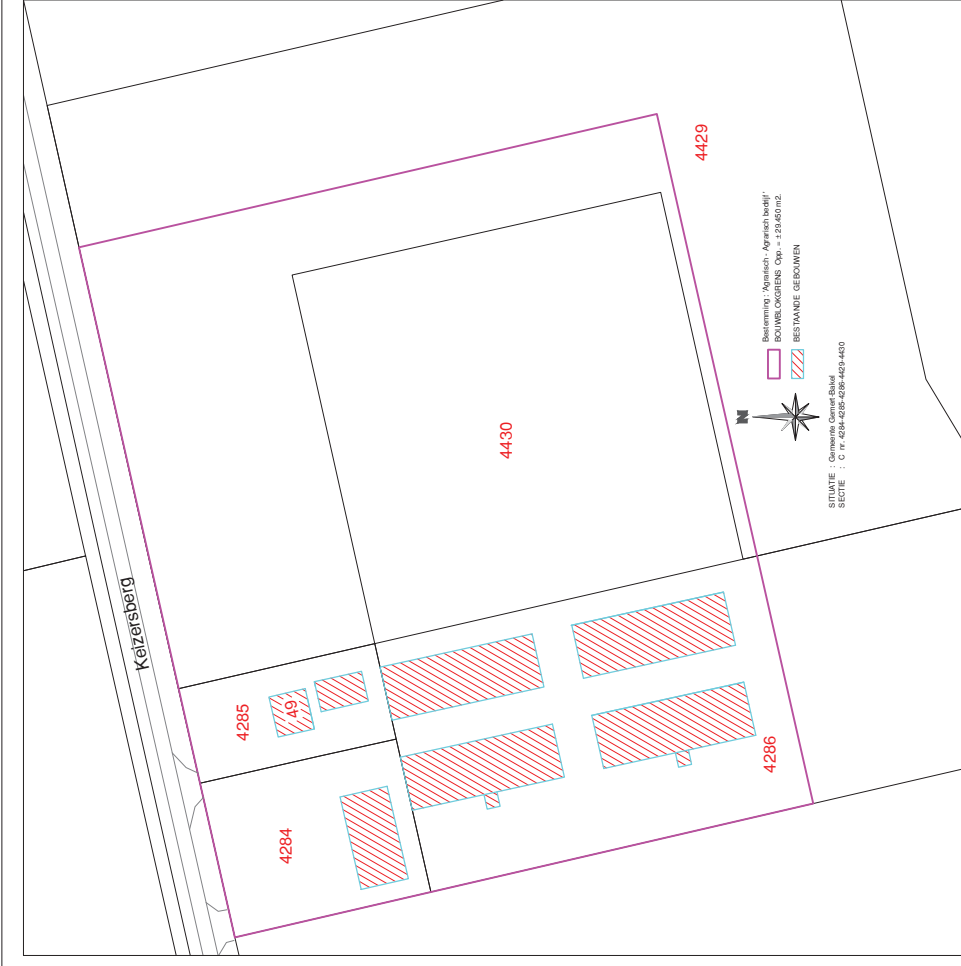 Keizersberg
4429
4430
4285
49
4284
4286
Bestemming : 'Agrarisch - Agrarisch bedrijf'
BOUWBLOKGRENS Opp. = ± 29.450 m2.
BESTAANDE GEBOUWEN
N
SITUATIE : Gemeente Gemert-Bakel
SECTIE : C nr. 4284-4285-4286-4429-4430